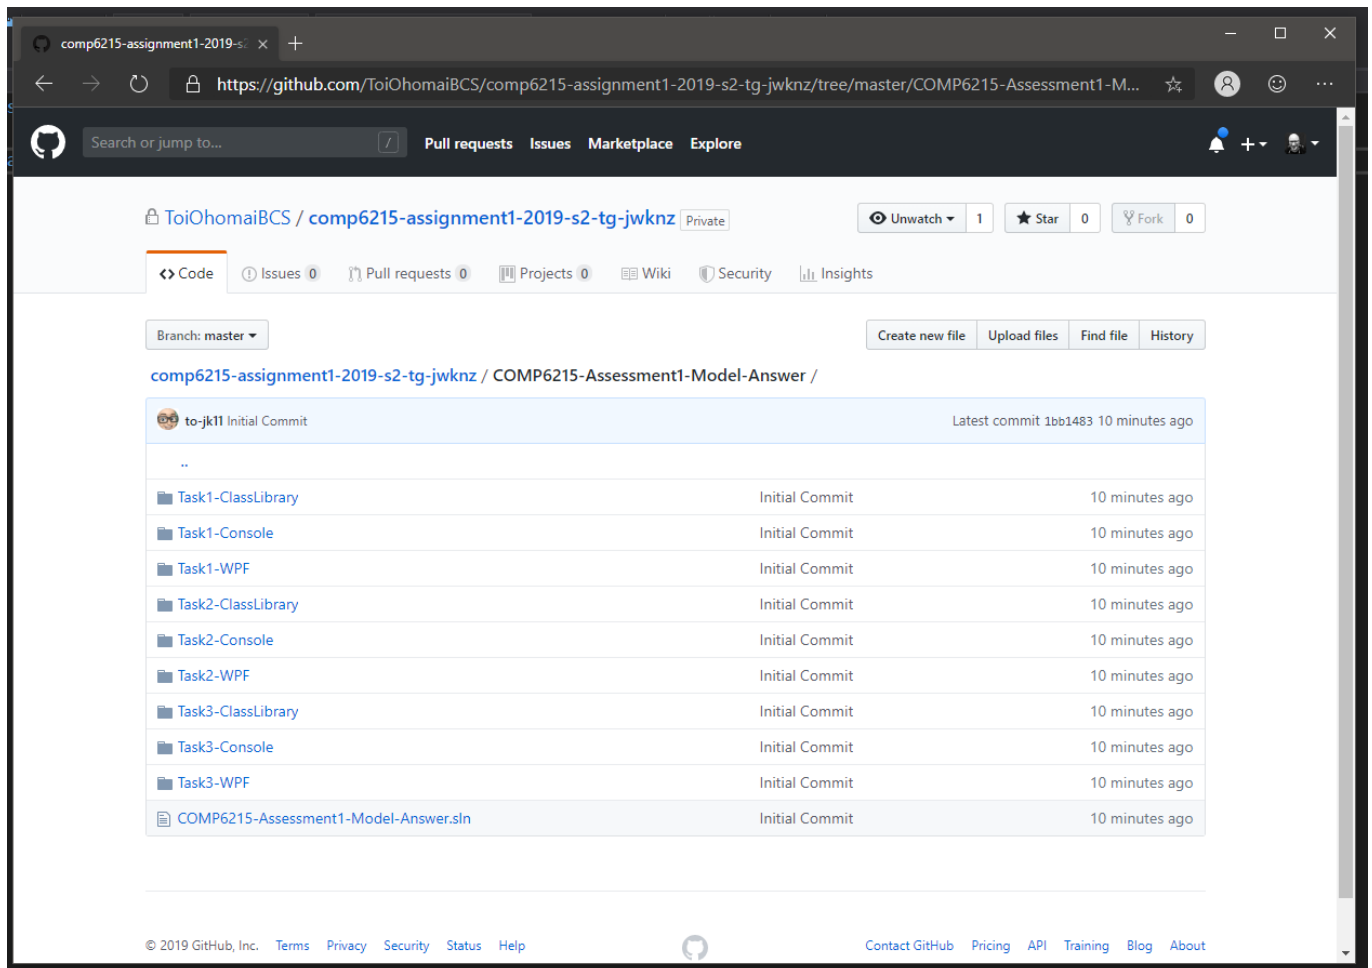 comp6215-assignment1-2019-s
https://github.com/ToiOhomaiBCS/comp6215-assignment1-2019-s2-tg-jwknz/tree/master/COMP6215-Assessment1-M...
Search or jump to... / Pull requests Issues Marketplace Explore
ToiOhomaiBCS / comp6215-assignment1-2019-s2-tg-jwknz Private Unwatch 1 Star 0 Fork 0
Code Issues 0 Pull requests 0 Projects 0 Wiki Security Insights
Branch: master Create new file Upload files Find file History
comp6215-assignment1-2019-s2-tg-jwknz / COMP6215-Assessment1-Model-Answer /
to-jk11 Initial Commit Latest commit 1bb1483 10 minutes ago
..
Task1-ClassLibrary Initial Commit 10 minutes ago
Task1-Console Initial Commit 10 minutes ago
Task1-WPF Initial Commit 10 minutes ago
Task2-ClassLibrary Initial Commit 10 minutes ago
Task2-Console Initial Commit 10 minutes ago
Task2-WPF Initial Commit 10 minutes ago
Task3-ClassLibrary Initial Commit 10 minutes ago
Task3-Console Initial Commit 10 minutes ago
Task3-WPF Initial Commit 10 minutes ago
COMP6215-Assessment1-Model-Answer.sln Initial Commit 10 minutes ago
© 2019 GitHub, Inc. Terms Privacy Security Status Help Contact GitHub Pricing API Training Blog About